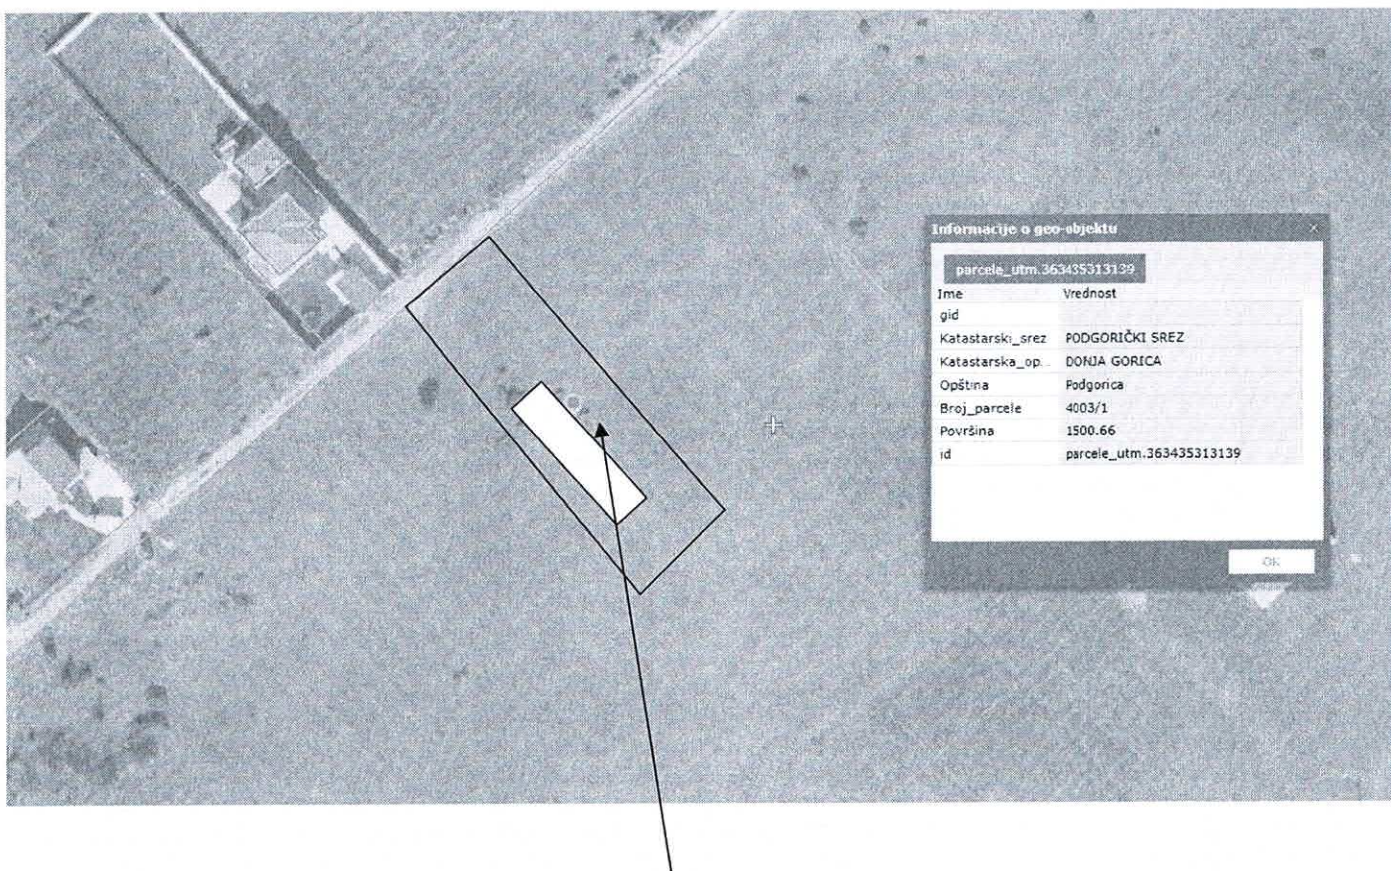 Informacije o geo-objektu ×
parcele_utm.363435313139
Ime Vrednost
gid
Katastarski_srez PODGORIČKI SREZ
Katastarska_op... DONJA GORICA
Opština Podgorica
Broj_parcele 4003/1
Površina 1500.66
id parcele_utm.363435313139
OK